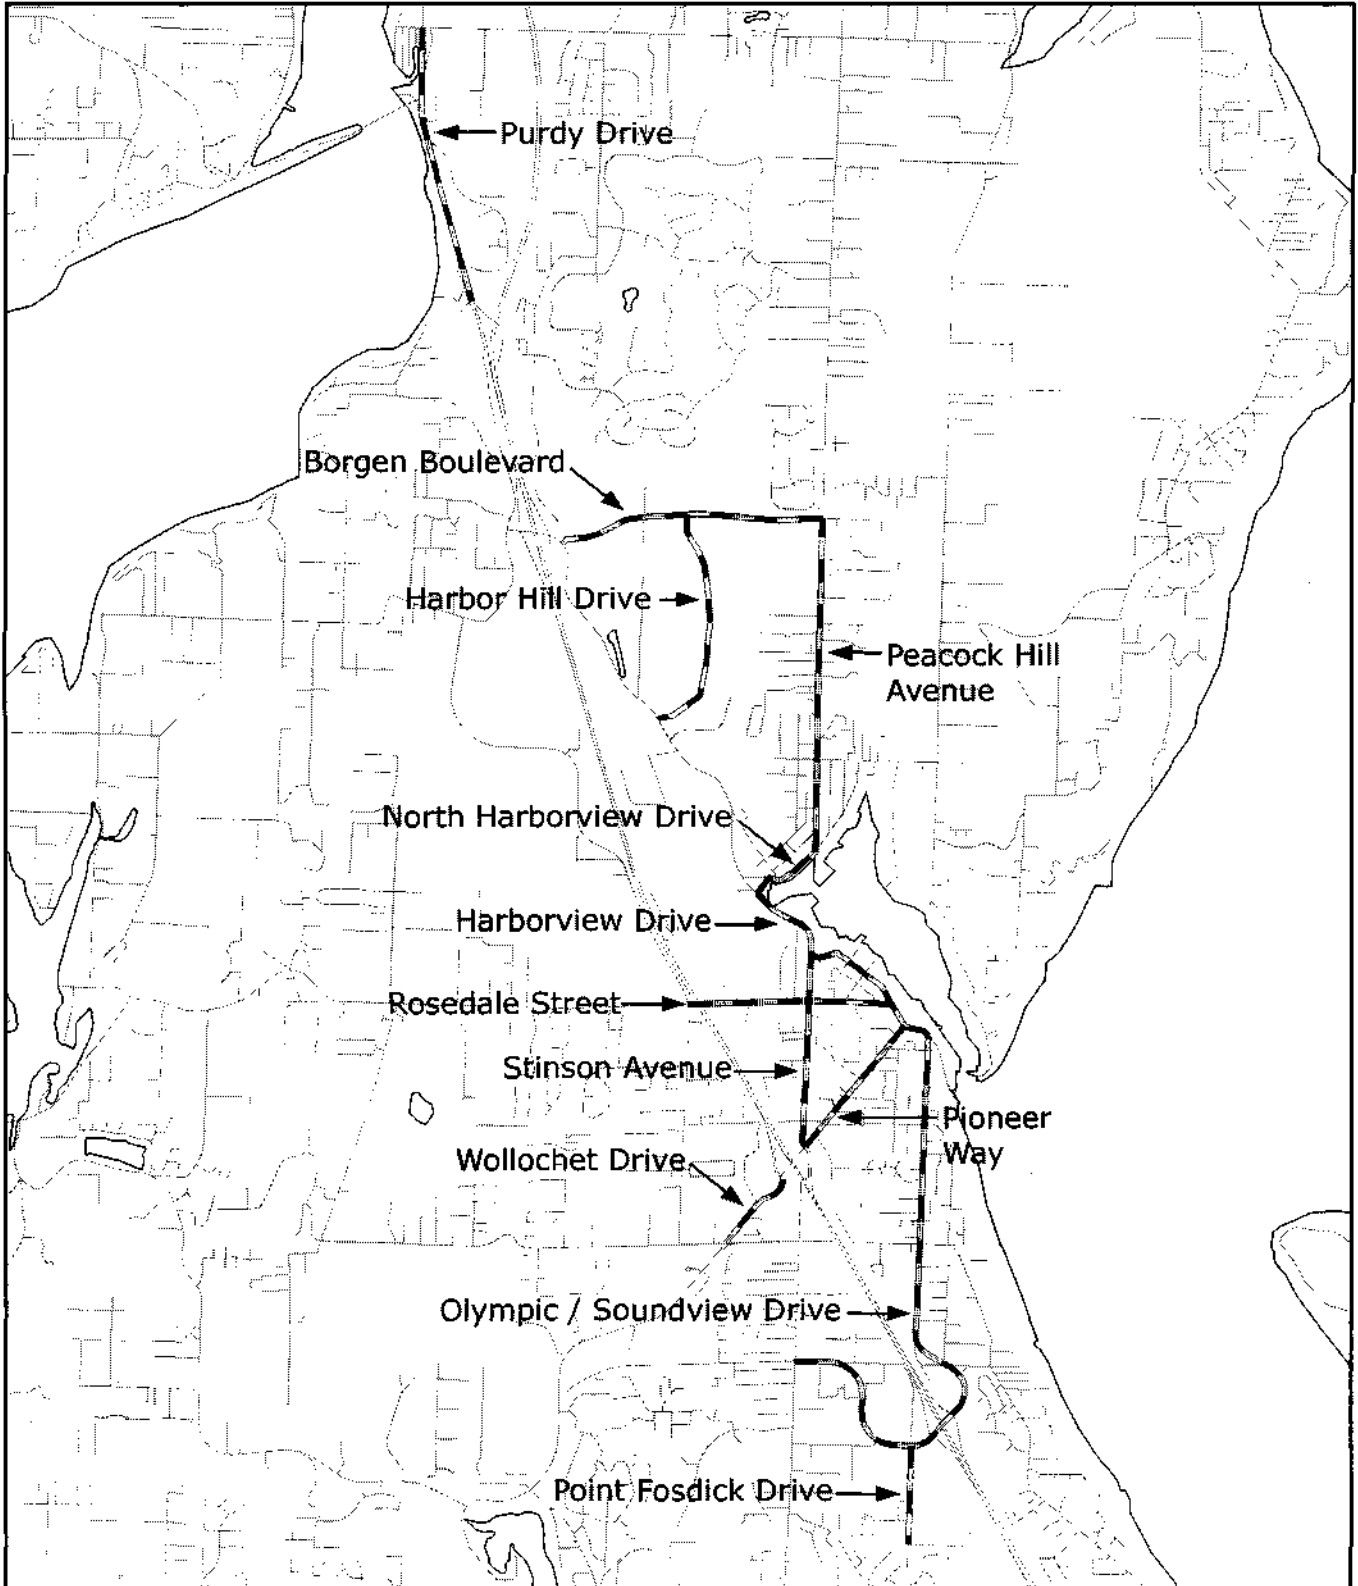 Purdy Drive
Borgen Boulevard
Harbor Hill Drive
Peacock Hill
Avenue
North Harborview Drive
Harborview Drive
Rosedale Street
Stinson Avenue
Pioneer
Way
Wollochet Drive
Olympic / Soundview Drive
Point Fosdick Drive